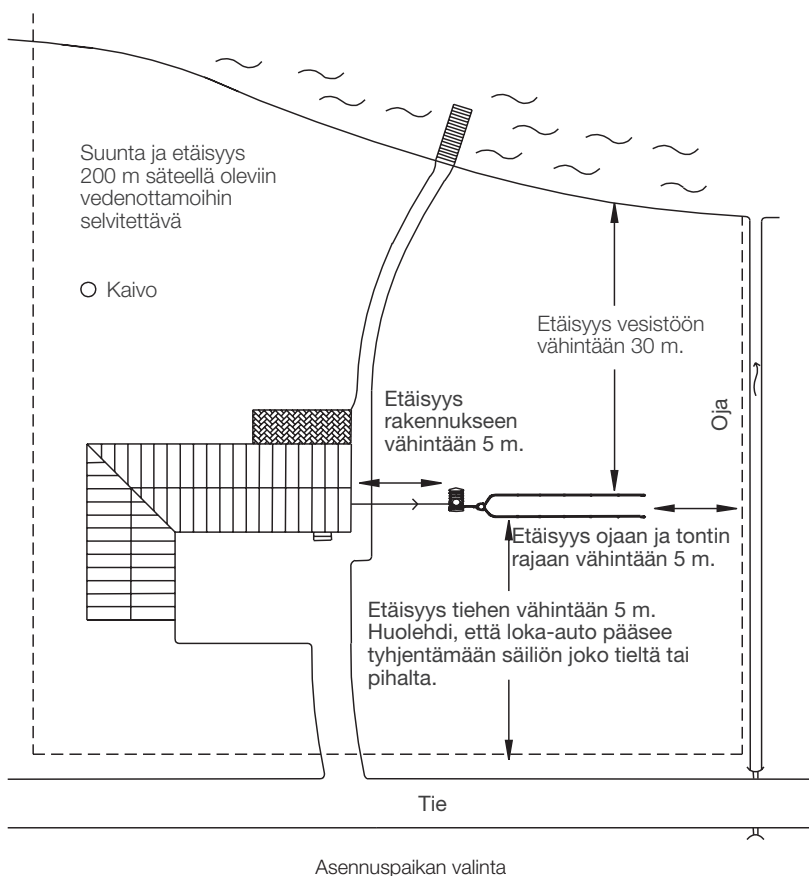 Suunta ja etäisyys
200 m säteellä oleviin
vedenottamoihin
selvitettävä
Kaivo
Etäisyys vesistöön
vähintään 30 m.
Etäisyys
rakennukseen
vähintään 5 m.
Oja
Etäisyys ojaan ja tontin
rajaan vähintään 5 m.
Etäisyys tiehen vähintään 5 m.
Huolehdi, että loka-auto pääsee
tyhjentämään säiliön joko tieltä tai
pihalta.
Tie
Asennuspaikan valinta